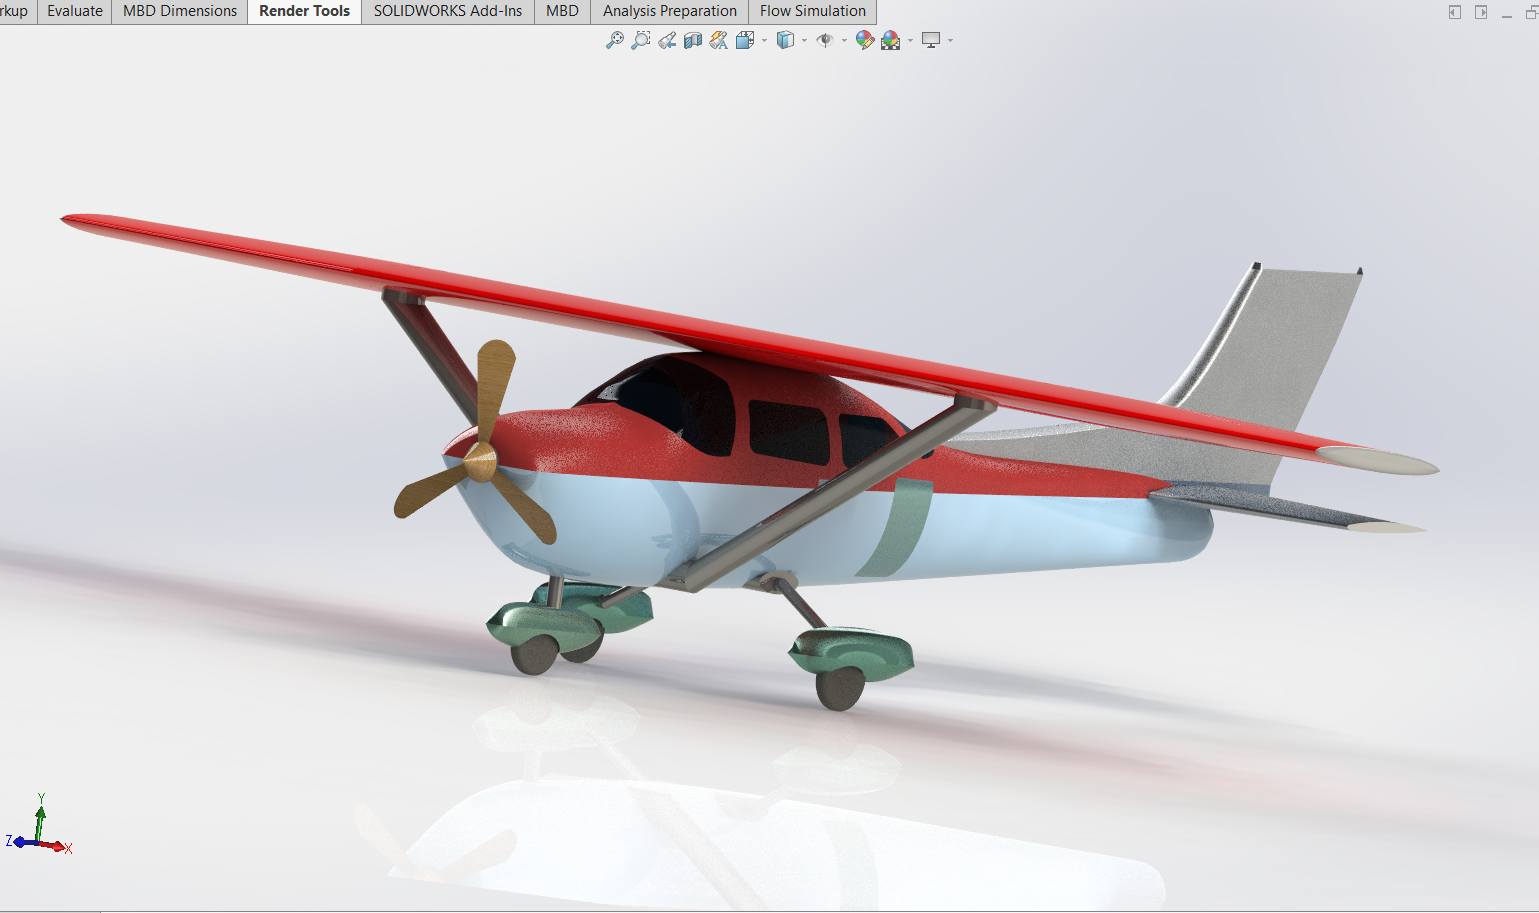 rkup Evaluate MBD Dimensions Render Tools SOLIDWORKS Add-Ins MBD Analysis Preparation Flow Simulation
Y
Z
X